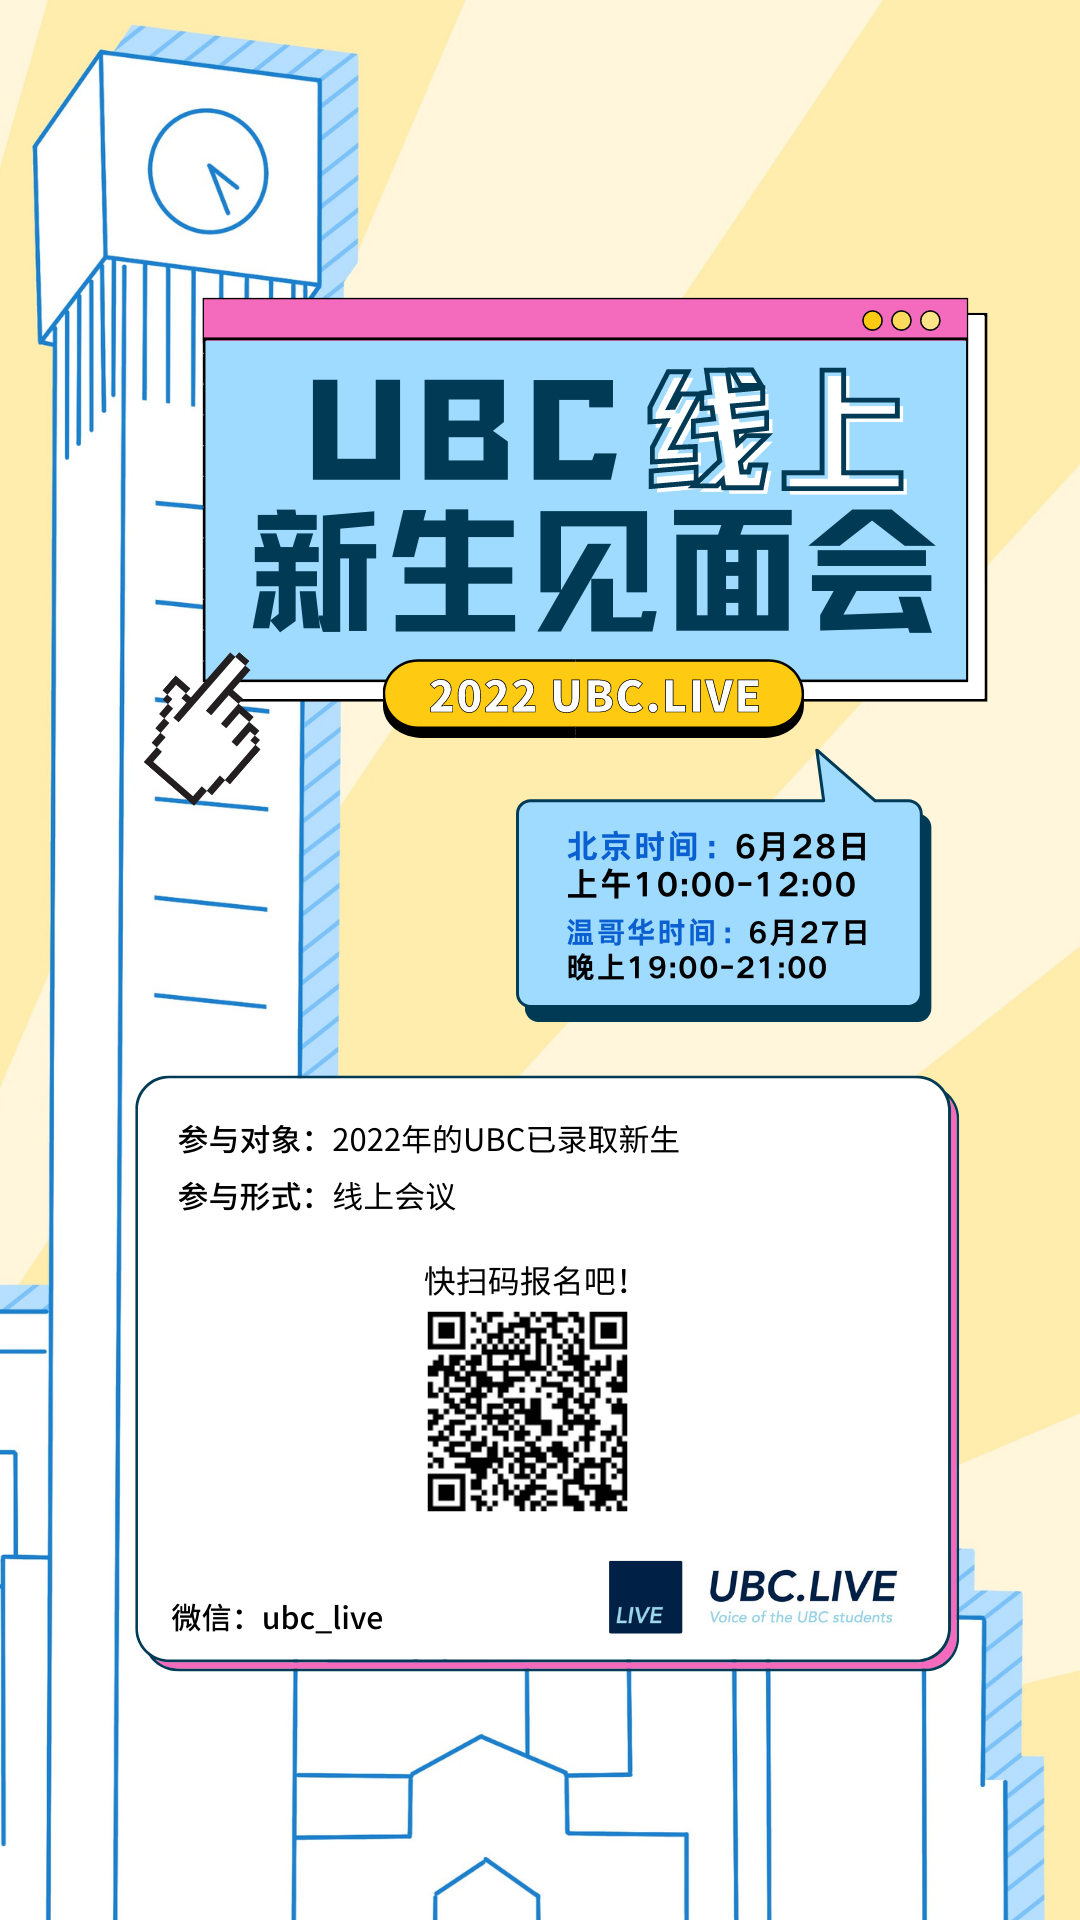 UBC 线上
新生见面会
2022 UBC.LIVE
北京时间：6月28日
上午10:00-12:00
温哥华时间：6月27日
晚上19:00-21:00
参与对象：2022年的UBC已录取新生
参与形式：线上会议
快扫码报名吧！
LIVE
UBC.LIVE
Voice of the UBC students
微信：ubc_live